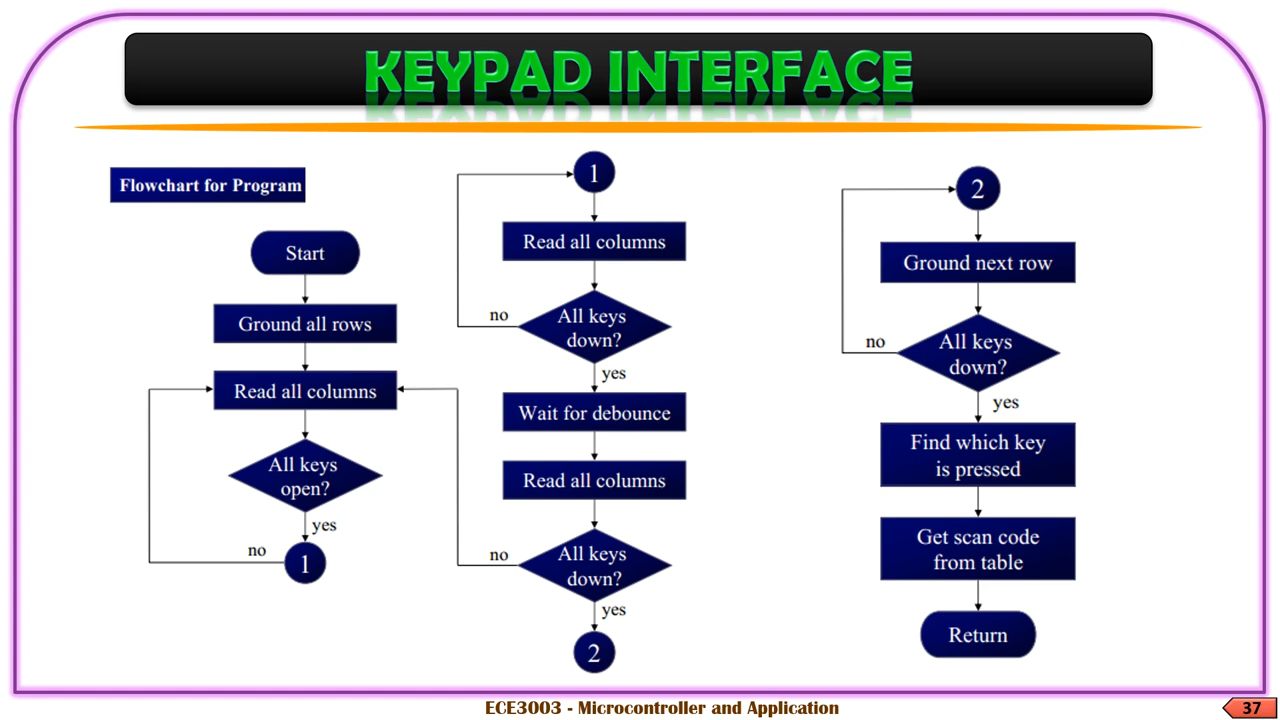 KEYPAD INTERFACE
Flowchart for Program
Start
Ground all rows
Read all columns
All keys
open?
yes
no
1
1
Read all columns
no
All keys
down?
yes
Wait for debounce
Read all columns
no
All keys
down?
yes
2
2
Ground next row
no
All keys
down?
yes
Find which key
is pressed
Get scan code
from table
Return
ECE3003 - Microcontroller and Application
37